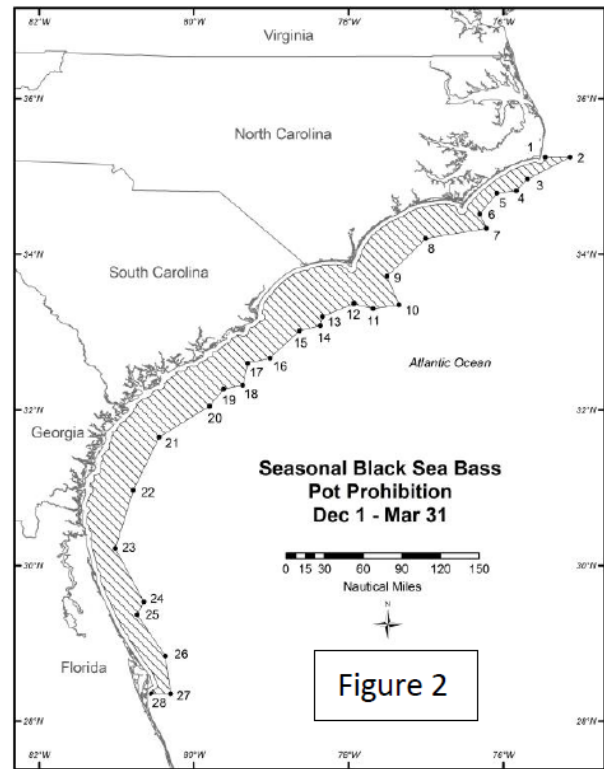 82°W 80°W 78°W 76°W
Virginia
36°N 36°N
North Carolina
1 2
3
4
5
6
7
8
34°N 34°N
South Carolina
9
10
11
12
13
14
15
16
17
18
19
20
21
22
23
24
25
26
27
28
Atlantic Ocean
32°N 32°N
Georgia
Seasonal Black Sea Bass
Pot Prohibition
Dec 1 - Mar 31
0 15 30 60 90 120 150
Nautical Miles
30°N 30°N
N
Florida
Figure 2
28°N 28°N
82°W 80°W 78°W 76°W